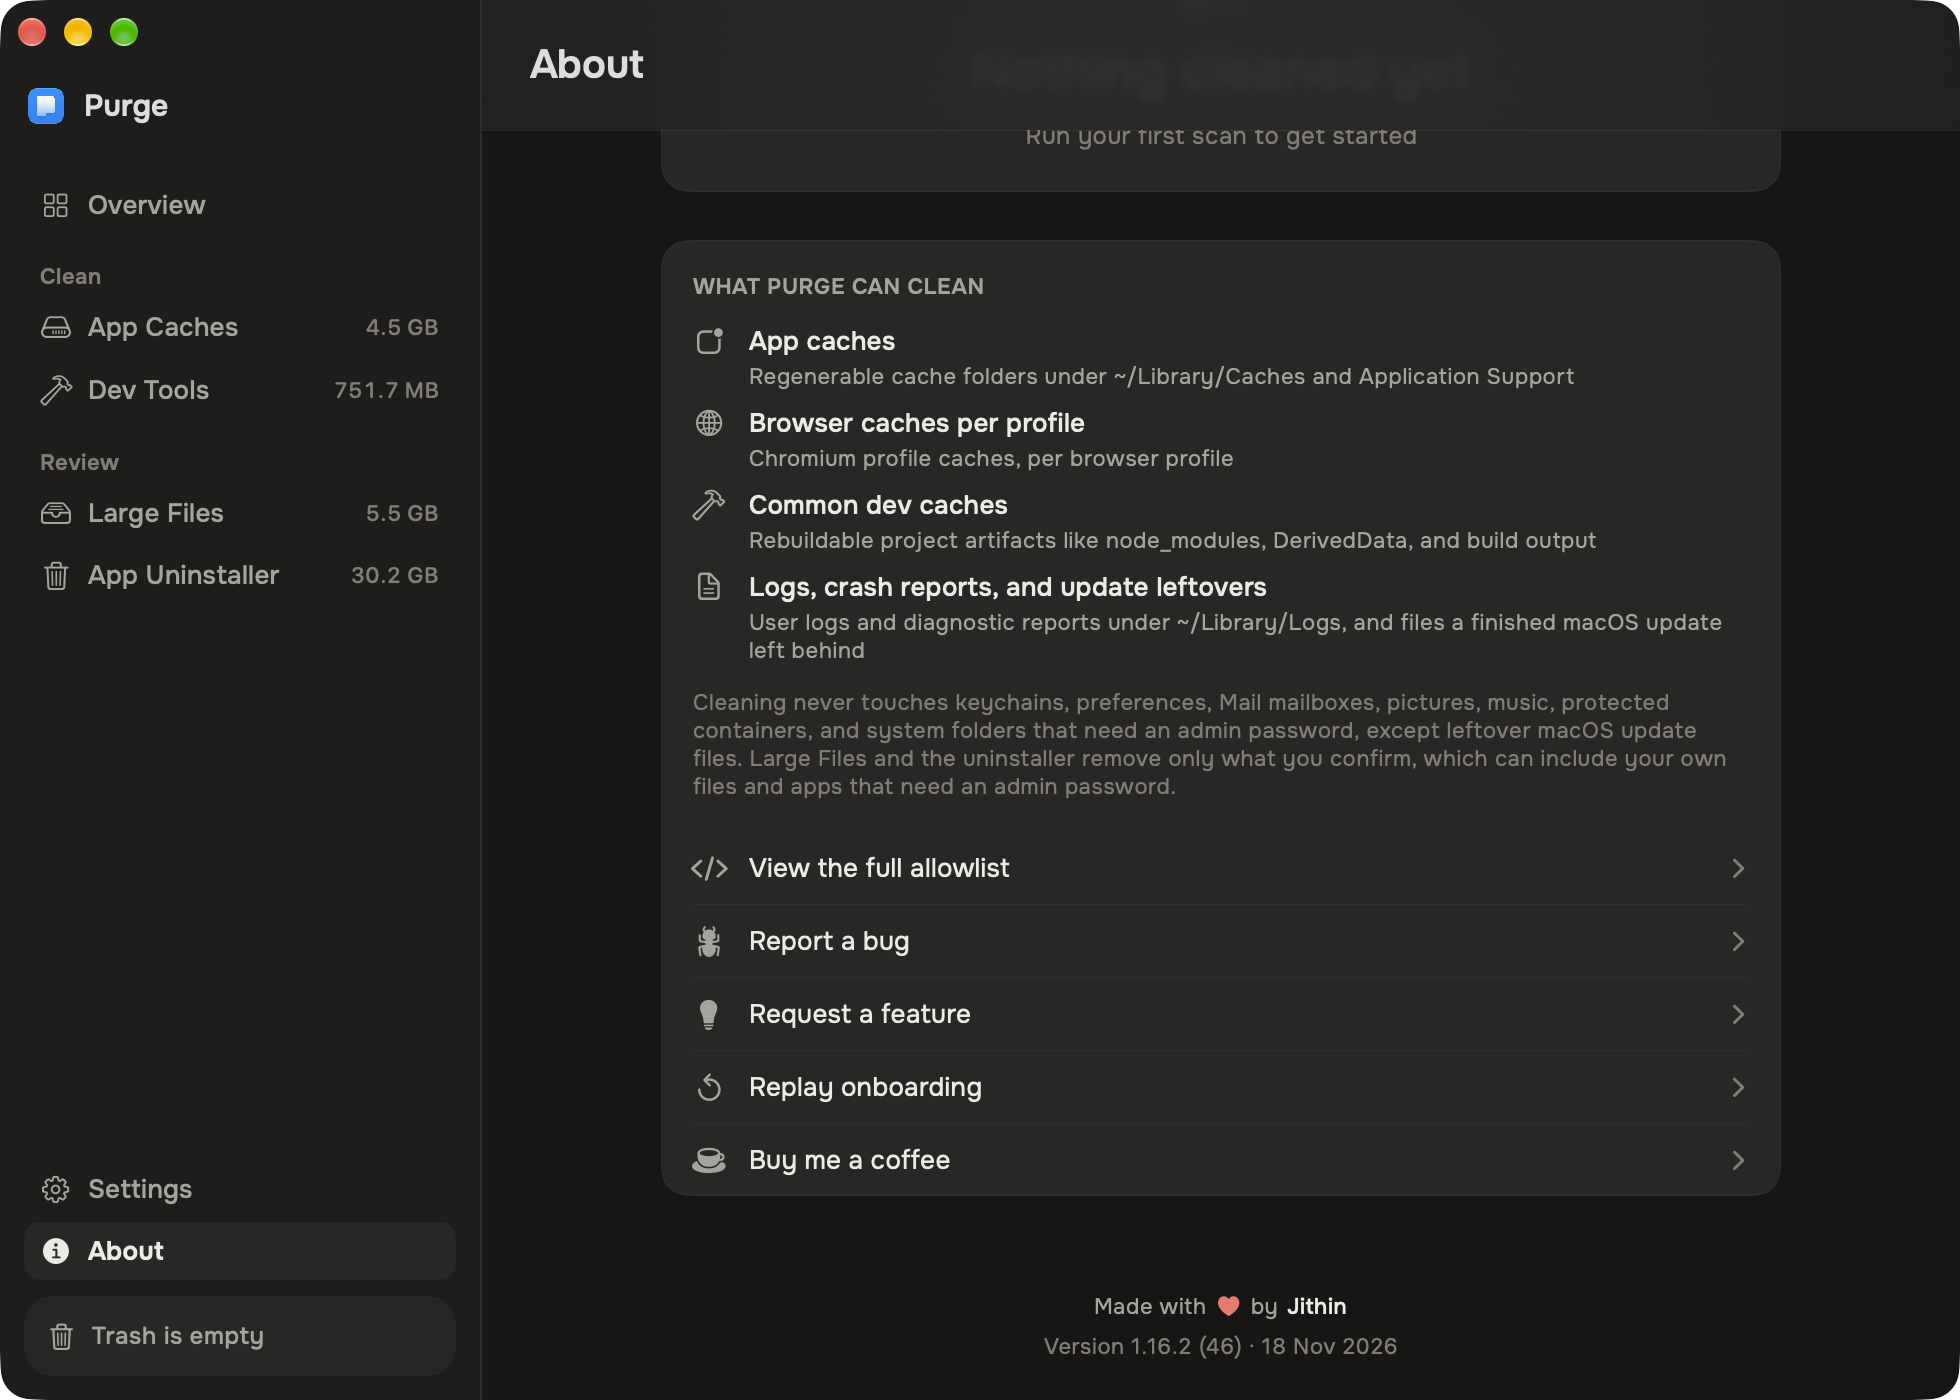 Purge
Overview
Clean
App Caches 4.5 GB
Dev Tools 751.7 MB
Review
Large Files 5.5 GB
App Uninstaller 30.2 GB
Settings
About
Trash is empty
About
Nothing cleaned yet
Run your first scan to get started
WHAT PURGE CAN CLEAN
App caches
Regenerable cache folders under ~/Library/Caches and Application Support
Browser caches per profile
Chromium profile caches, per browser profile
Common dev caches
Rebuildable project artifacts like node_modules, DerivedData, and build output
Logs, crash reports, and update leftovers
User logs and diagnostic reports under ~/Library/Logs, and files a finished macOS update
left behind
Cleaning never touches keychains, preferences, Mail mailboxes, pictures, music, protected
containers, and system folders that need an admin password, except leftover macOS update
files. Large Files and the uninstaller remove only what you confirm, which can include your own
files and apps that need an admin password.
View the full allowlist
Report a bug
Request a feature
Replay onboarding
Buy me a coffee
Made with ❤️ by Jithin
Version 1.16.2 (46) · 18 Nov 2026